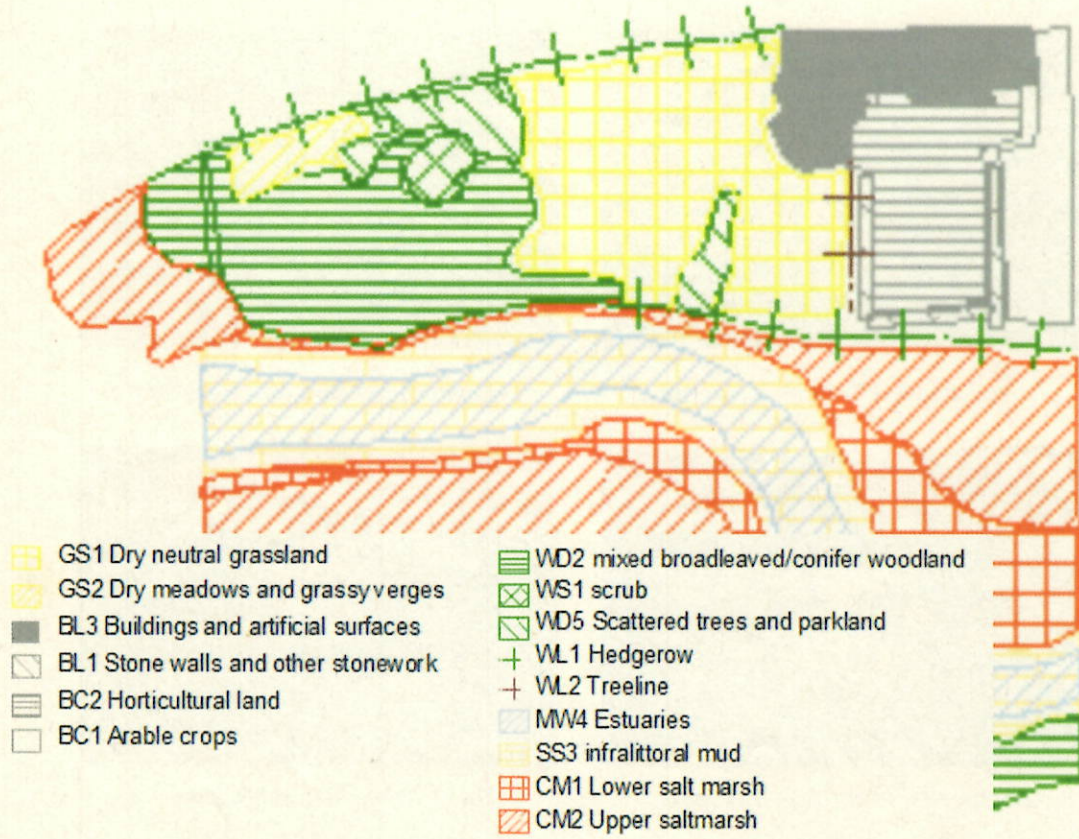 GS1 Dry neutral grassland
GS2 Dry meadows and grassy verges
BL3 Buildings and artificial surfaces
BL1 Stone walls and other stonework
BC2 Horticultural land
BC1 Arable crops
WD2 mixed broadleaved/conifer woodland
WS1 scrub
WD5 Scattered trees and parkland
WL1 Hedgerow
WL2 Treeline
MW4 Estuaries
SS3 infralittoral mud
CM1 Lower salt marsh
CM2 Upper saltmarsh